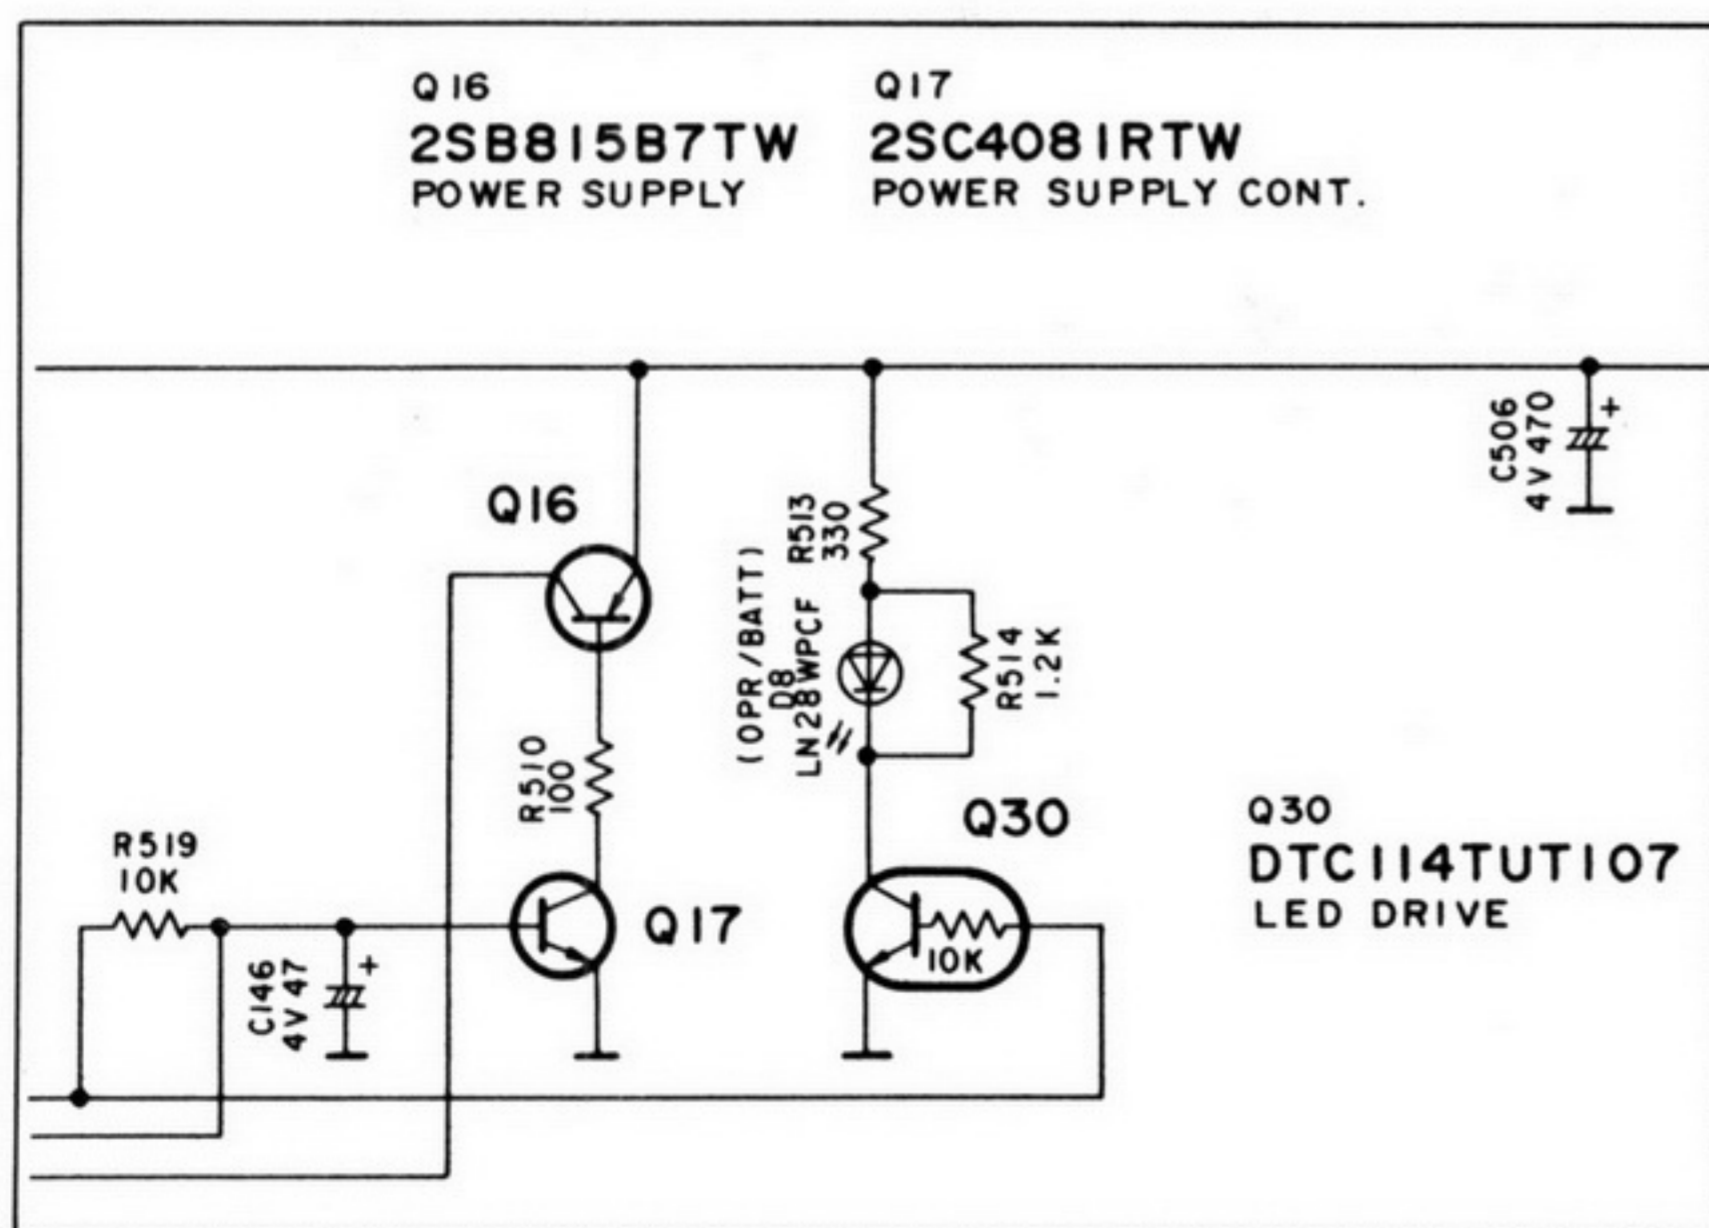 Q16
2SB815B7TW
POWER SUPPLY
Q17
2SC4081RTW
POWER SUPPLY CONT.
C506
4V 470
+
Q16
R513
330
(OPR/BATT)
D8
LN28WPCF
R514
1.2K
R510
100
Q30
Q30
DTC114TUT107
LED DRIVE
R519
10K
Q17
10K
C146
4V 47
+